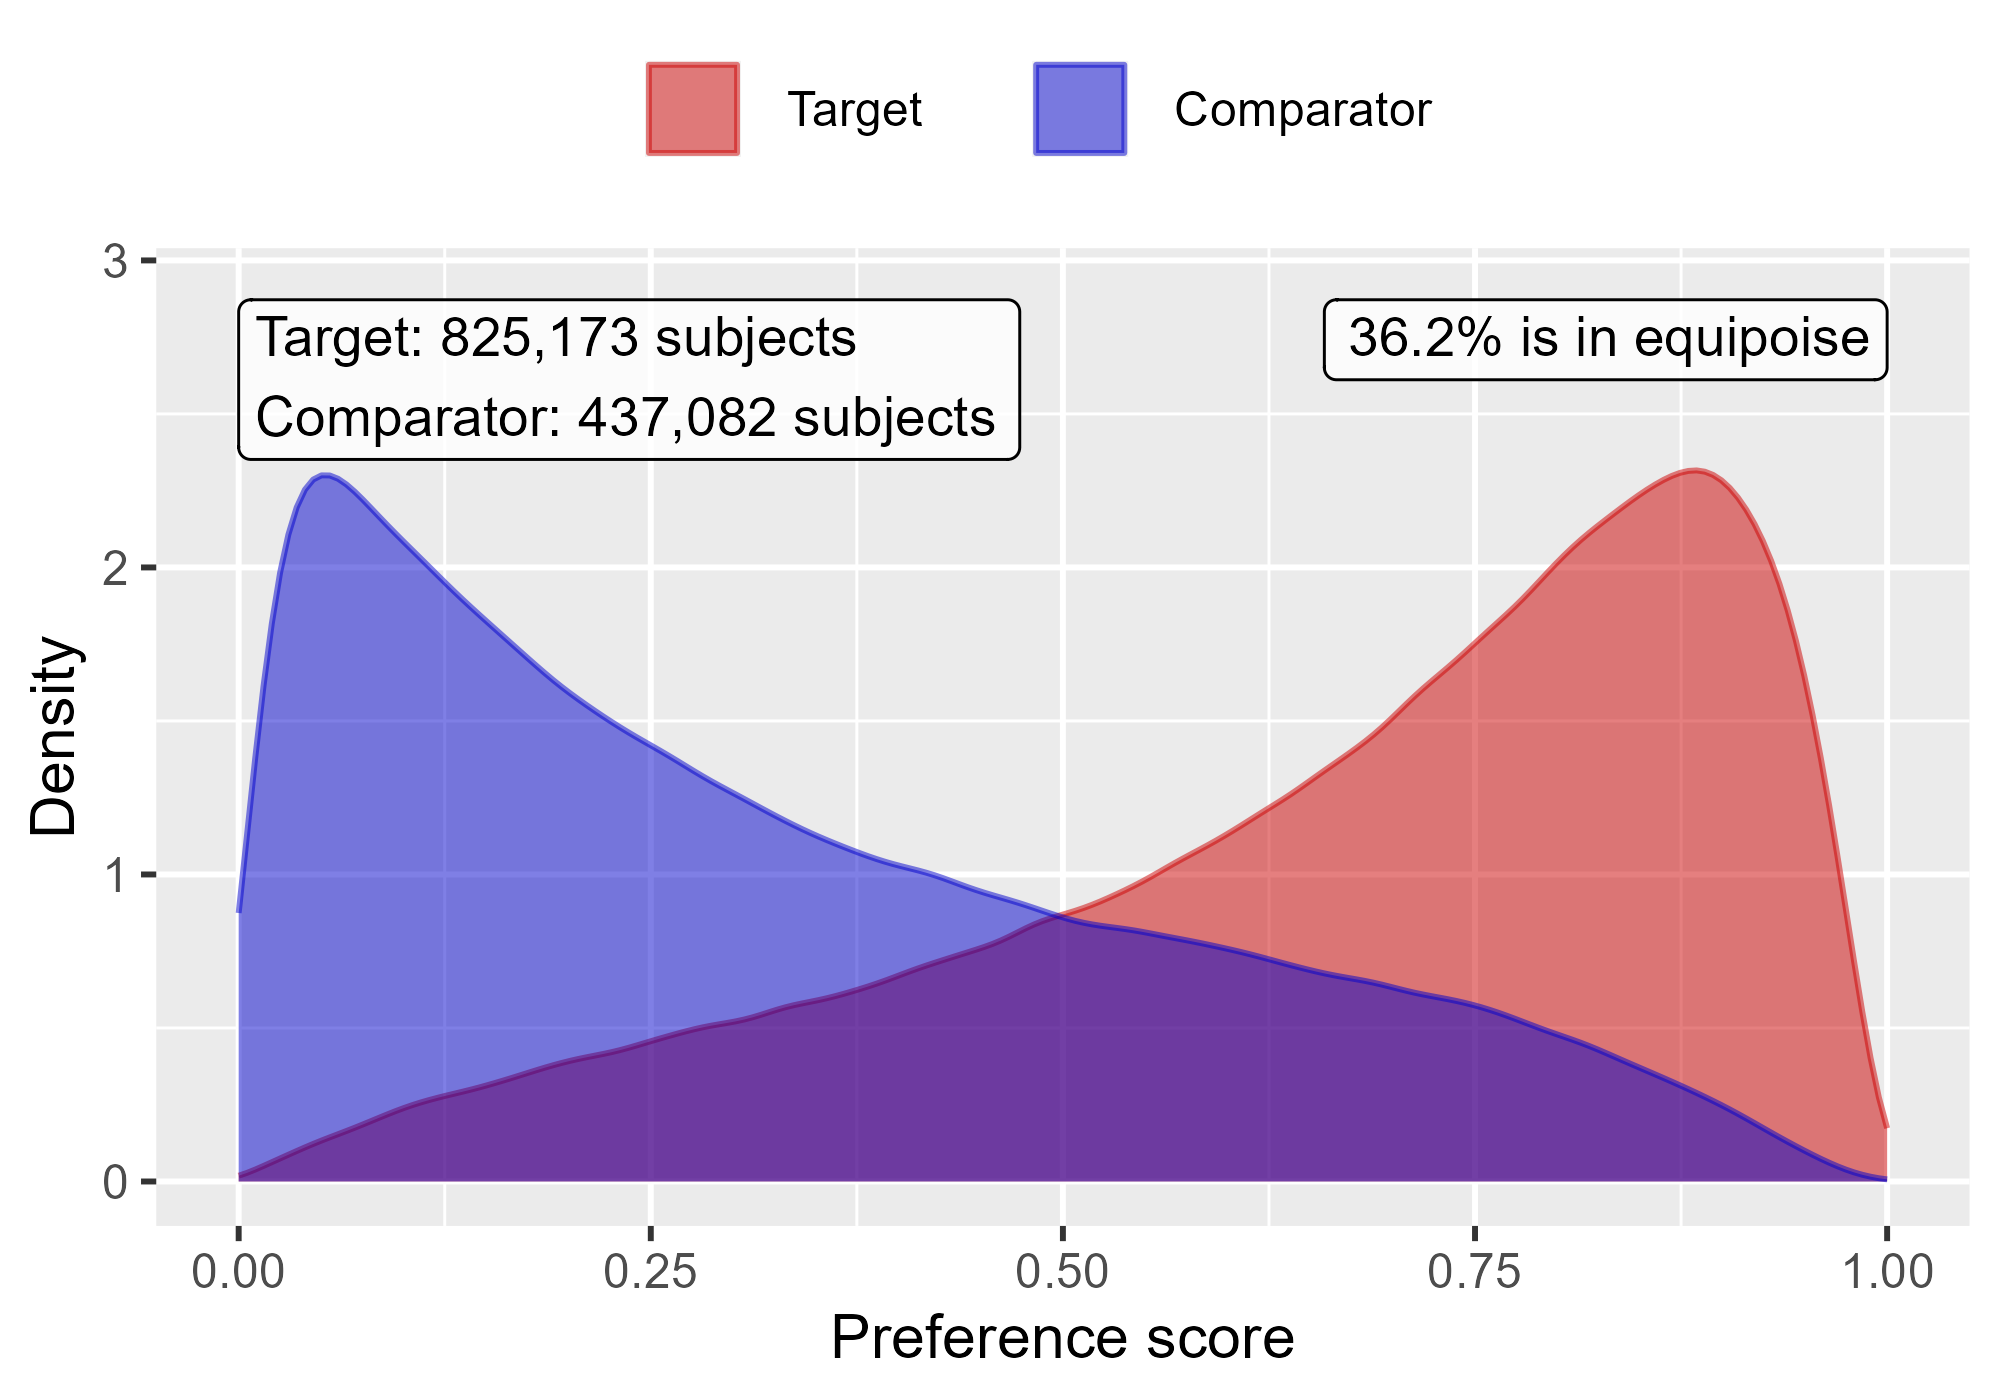 Target
Comparator
3
Target: 825,173 subjects
Comparator: 437,082 subjects
36.2% is in equipoise
2
1
0
Density
0.00
0.25
0.50
0.75
1.00
Preference score